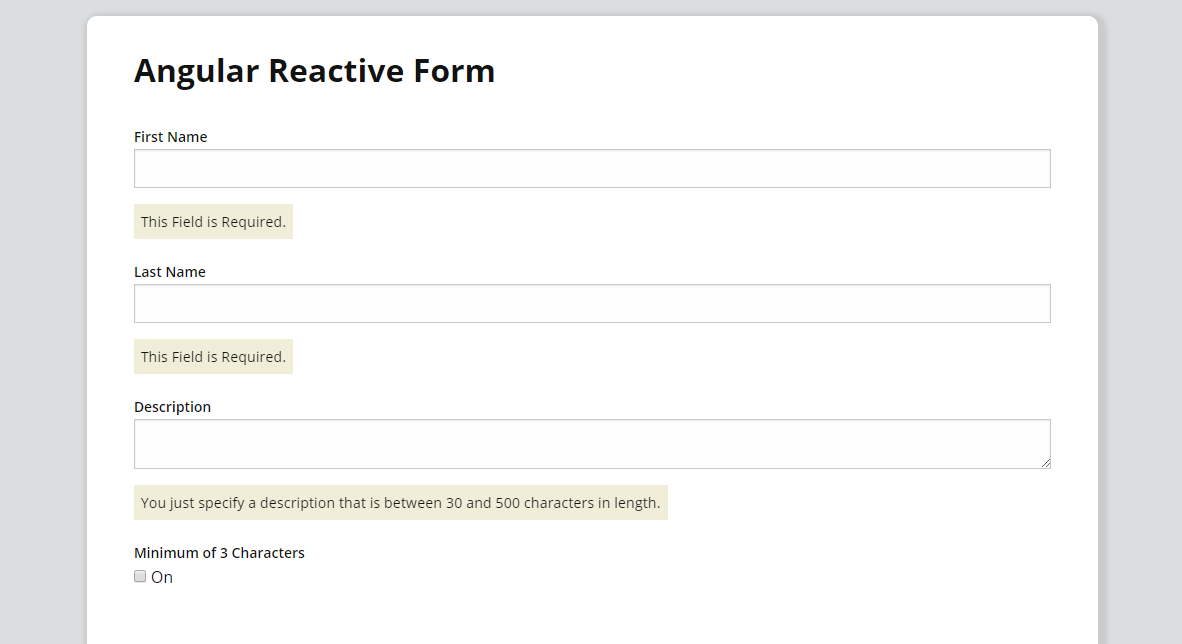 Angular Reactive Form
First Name
This Field is Required.
Last Name
This Field is Required.
Description
You just specify a description that is between 30 and 500 characters in length.
Minimum of 3 Characters
On